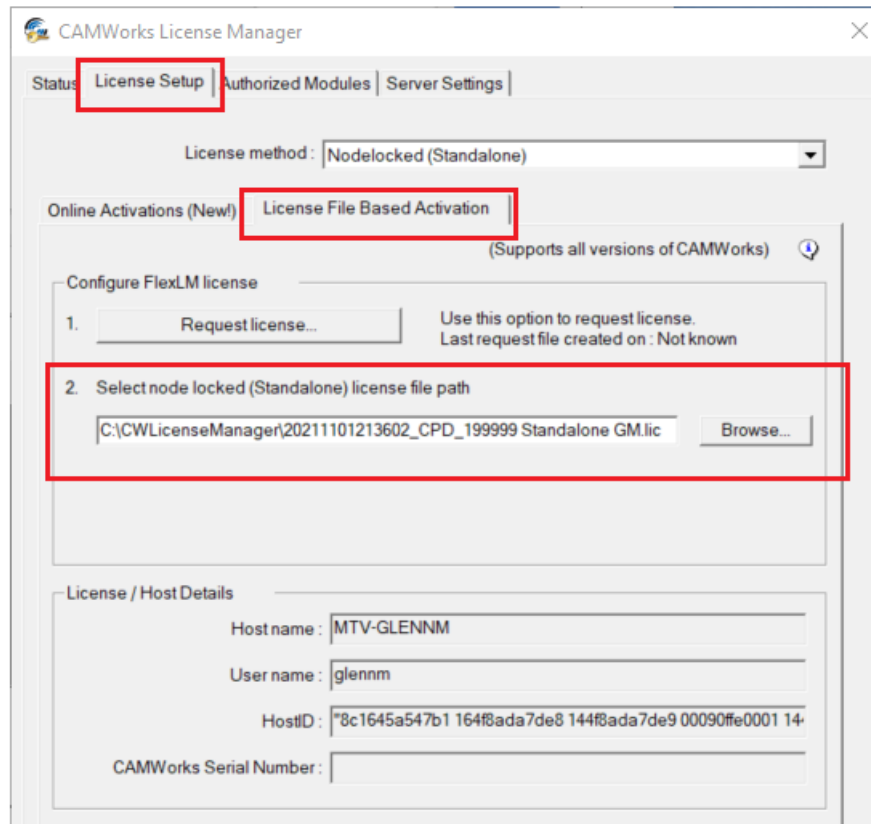 CAMWorks License Manager
Status License Setup Authorized Modules Server Settings
License method : Nodelocked (Standalone)
Online Activations (New!) License File Based Activation
(Supports all versions of CAMWorks)
Configure FlexLM license
1. Request license... Use this option to request license.
Last request file created on : Not known
2. Select node locked (Standalone) license file path
C:\CWLicenseManager\20211101213602_CPD_199999 Standalone GM.lic Browse...
License / Host Details
Host name : MTV-GLENNM
User name : glennm
HostID : "8c1645a547b1 164f8ada7de8 144f8ada7de9 00090ffe0001
CAMWorks Serial Number :